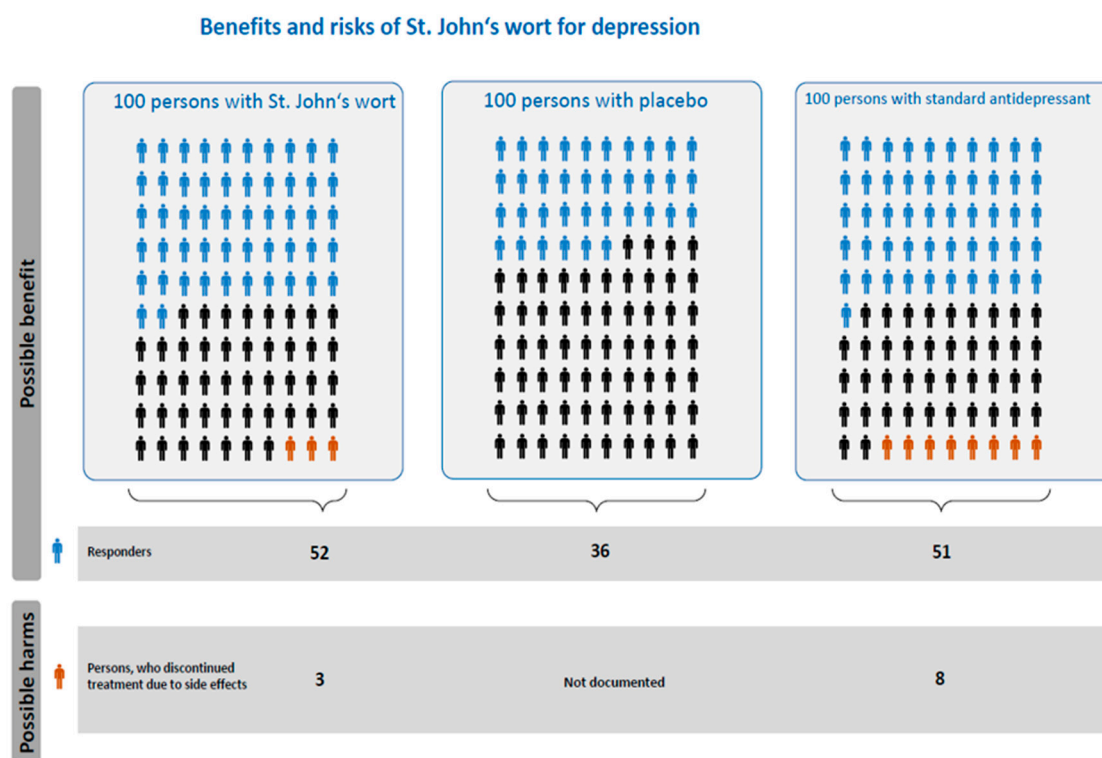 Benefits and risks of St. John‘s wort for depression
100 persons with St. John‘s wort
100 persons with placebo
100 persons with standard antidepressant
Possible benefit
Responders
52
36
51
Possible harms
Persons, who discontinued
treatment due to side effects
3
Not documented
8